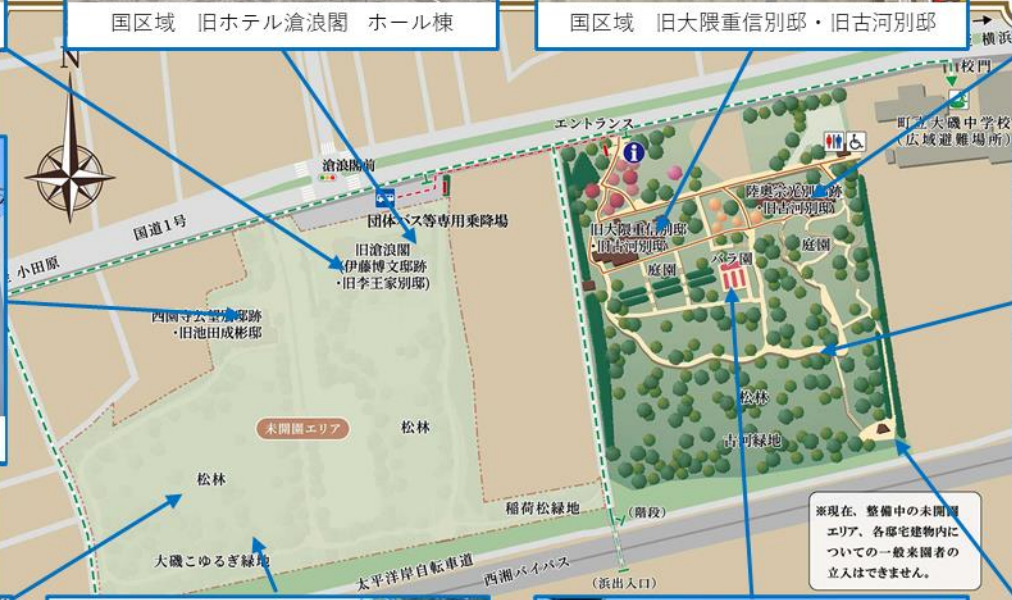 国区域 旧ホテル滄浪閣 ホール棟
国区域 旧大隈重信別邸・旧古河別邸
N
横浜
校門
町立大磯中学校
(広域避難場所)
エントランス
滄浪閣前
国道1号
小田原
団体バス等専用乗降場
旧滄浪閣
(伊藤博文邸跡
・旧李王家別邸)
西園寺公望別邸跡
・旧池田成彬邸
旧大隈重信別邸
・旧古河別邸
陸奥宗光別邸跡
・旧古河別邸
庭園
庭園
バラ園
未開園エリア
松林
松林
松林
古河緑地
稲荷松緑地
(階段)
大磯こゆるぎ緑地
太平洋岸自転車道
西湘バイパス
(浜出入口)
※現在、整備中の未開園
エリア、各邸宅建物内に
ついての一般来園者の
立入はできません。